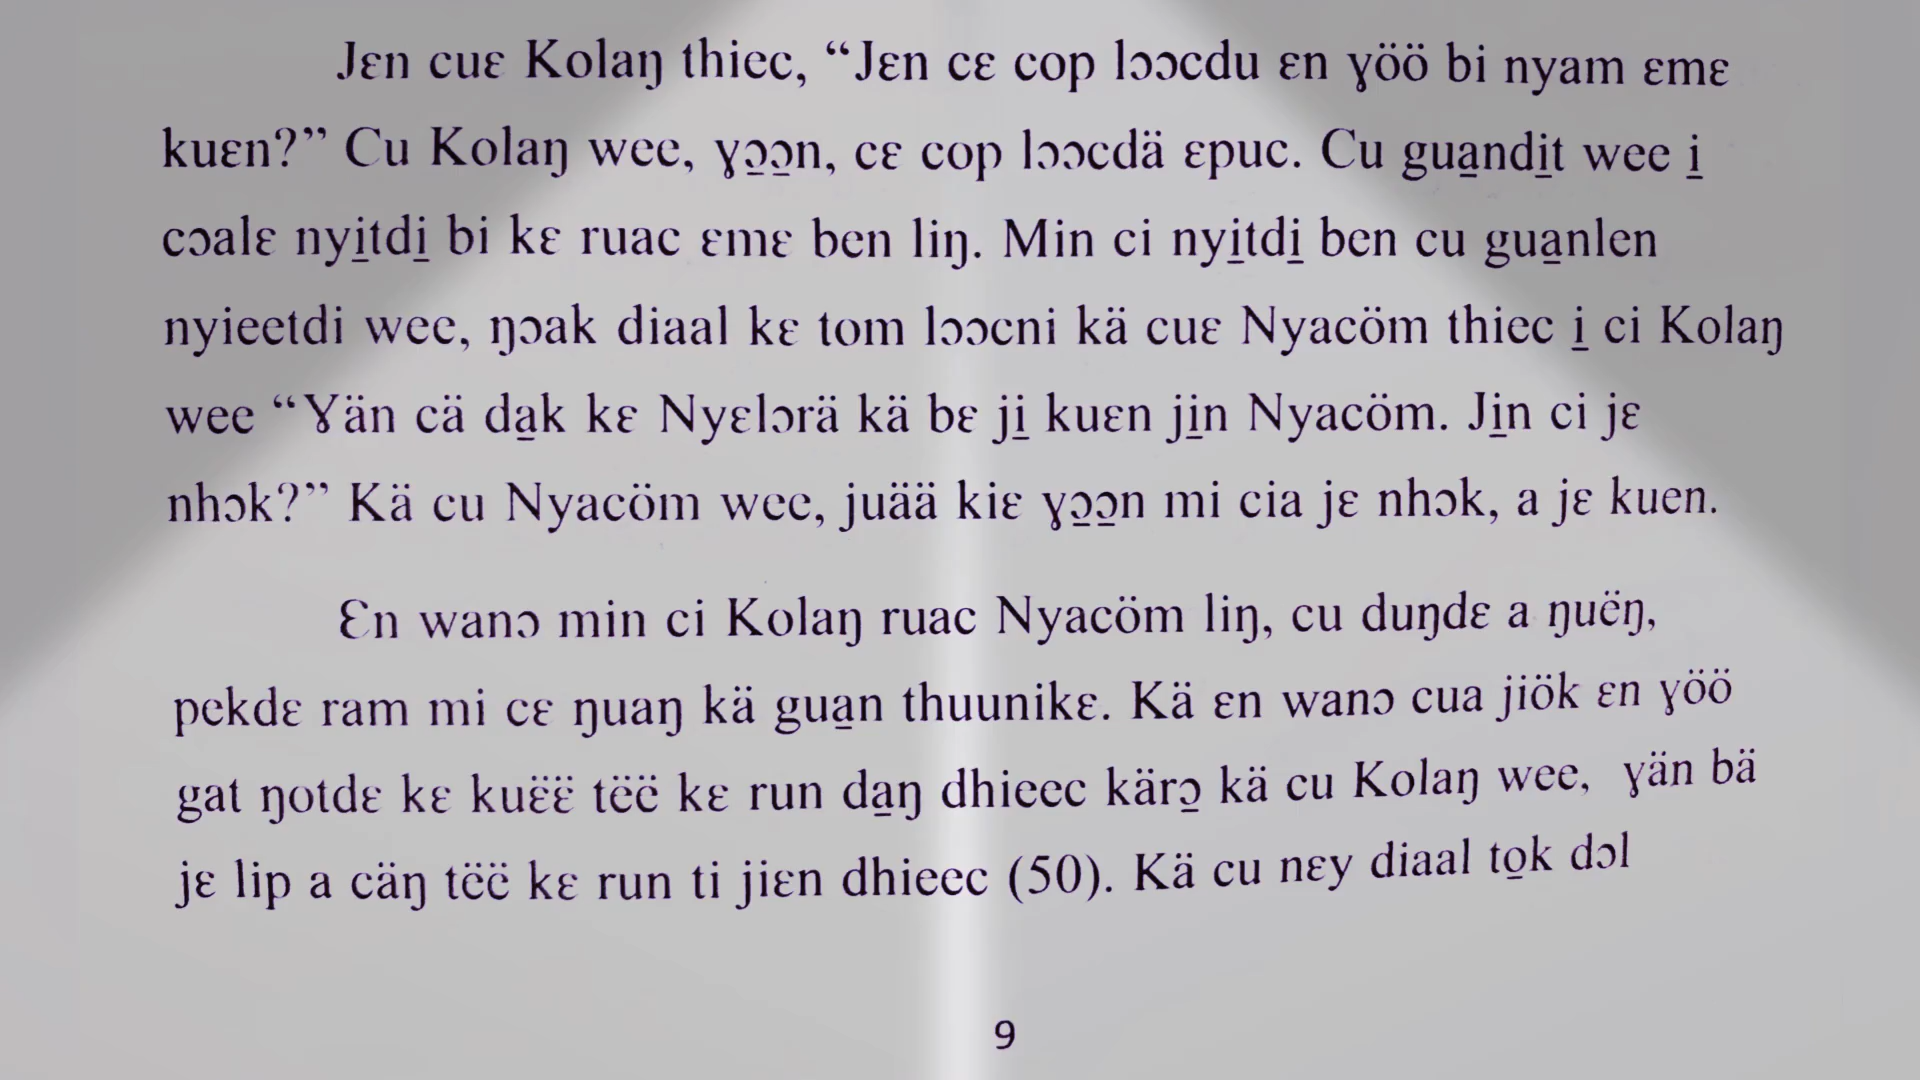 Jɛn cuɛ Kolaŋ thiec, “Jɛn cɛ cop lɔɔcdu ɛn ɣöö bi nyam ɛmɛ
kuɛn?” Cu Kolaŋ wee, ɣɔ̱ɔ̱n, cɛ cop lɔɔcdä ɛpuc. Cu gua̱ndi̱t wee i̱
cɔalɛ nyi̱tdi̱ bi kɛ ruac ɛmɛ ben liŋ. Min ci nyi̱tdi̱ ben cu gua̱nlen
nyieetdi wee, ŋɔak diaal kɛ tom lɔɔcni kä cuɛ Nyacöm thiec i̱ ci Kolaŋ
wee “Ɣän cä da̱k kɛ Nyɛlɔrä kä bɛ ji̱ kuɛn ji̱n Nyacöm. Ji̱n ci jɛ
nhɔk?” Kä cu Nyacöm wee, juää kiɛ ɣɔ̱ɔ̱n mi cia jɛ nhɔk, a jɛ kuen.
Ɛn wanɔ min ci Kolaŋ ruac Nyacöm liŋ, cu duŋdɛ a ŋuëŋ,
pekdɛ ram mi cɛ ŋuaŋ kä gua̱n thuunikɛ. Kä ɛn wanɔ cua jiök ɛn ɣöö
gat ŋotdɛ kɛ kuɛ̈ɛ̈ tëë kɛ run da̱ŋ dhieec kärɔ̱ kä cu Kolaŋ wee, ɣän bä
jɛ lip a cäŋ tëë kɛ run ti jiɛn dhieec (50). Kä cu nɛy diaal to̱k dɔl
9